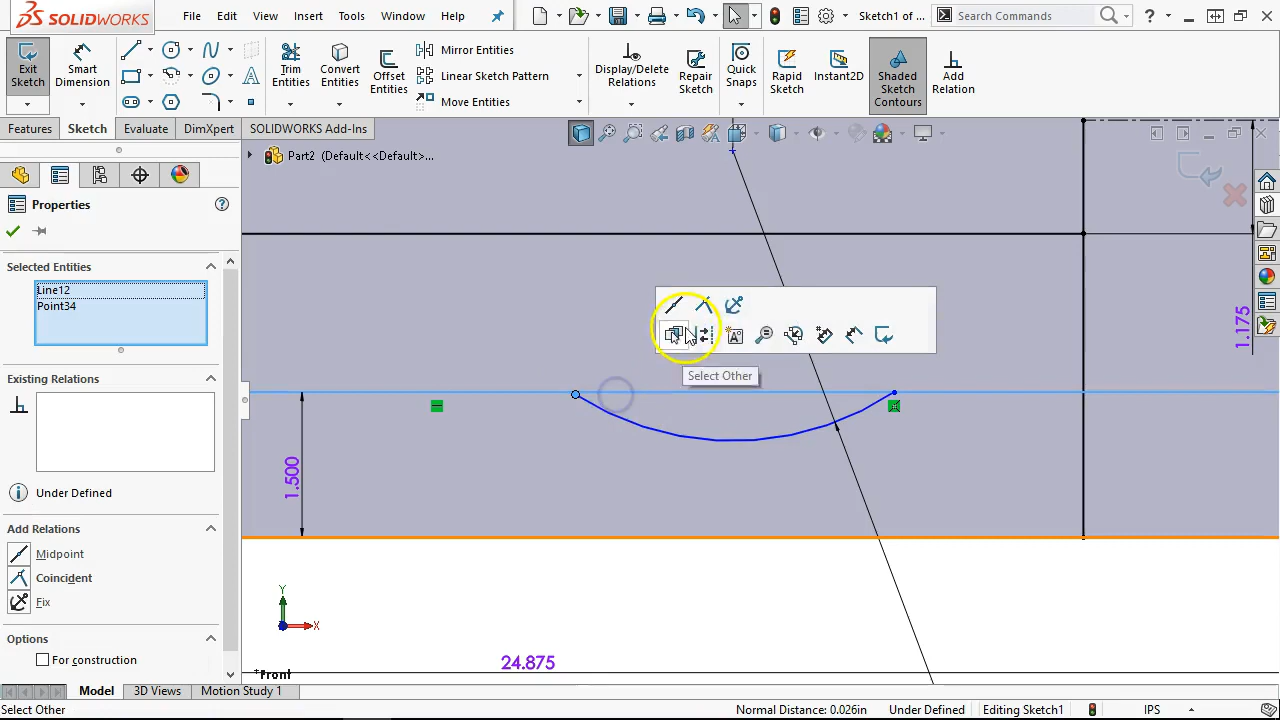 SOLIDWORKS
File Edit View Insert Tools Window Help
Sketch1 of ...
Search Commands
Exit Sketch
Smart Dimension
Trim Entities
Convert Entities
Offset Entities
Mirror Entities
Linear Sketch Pattern
Move Entities
Display/Delete Relations
Repair Sketch
Quick Snaps
Rapid Sketch
Instant2D
Shaded Sketch Contours
Add Relation
Features Sketch Evaluate DimXpert SOLIDWORKS Add-Ins
Part2 (Default<<Default>...
Properties
Selected Entities
Line12
Point34
Existing Relations
Under Defined
Add Relations
Midpoint
Coincident
Fix
Options
For construction
Select Other
1.175
1.500
24.875
Y
X
*Front
Model 3D Views Motion Study 1
Select Other
Normal Distance: 0.026in Under Defined Editing Sketch1 IPS